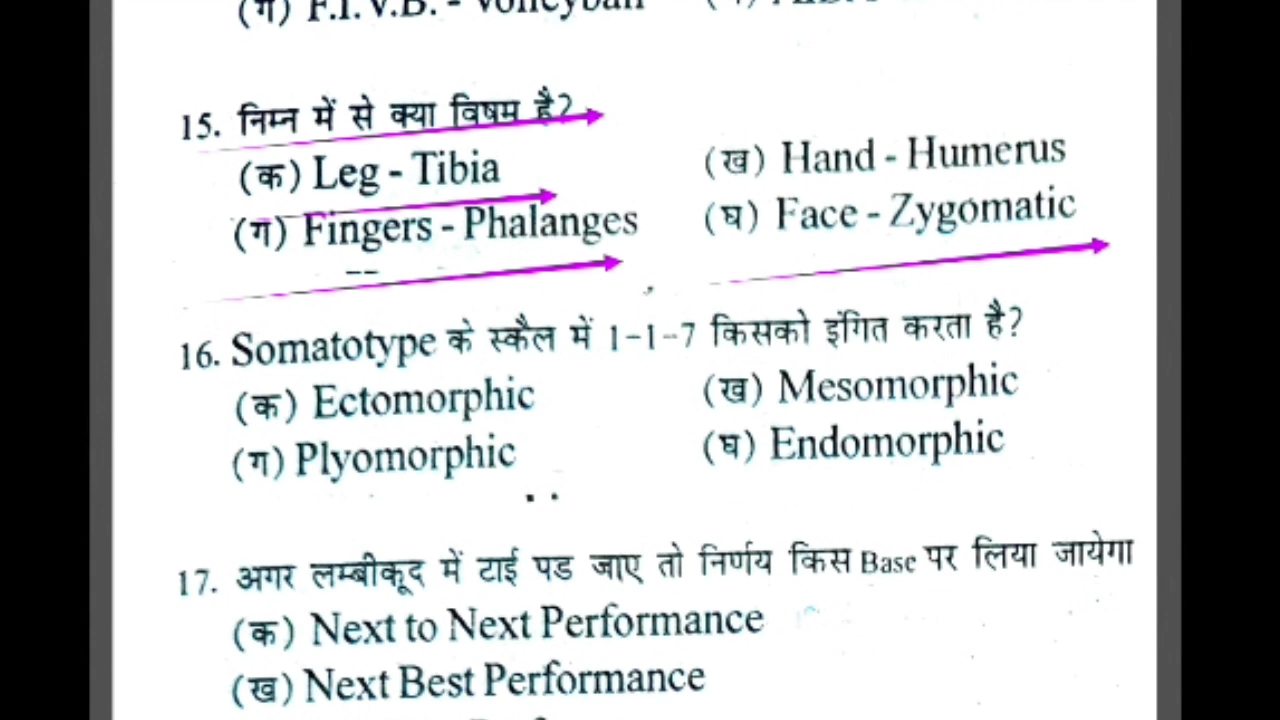 (ग) F.I.V.B. - Volleyball
15. निम्न में से क्या विषम है?
(क) Leg - Tibia (ख) Hand - Humerus
(ग) Fingers - Phalanges (घ) Face - Zygomatic
16. Somatotype के स्कैल में 1-1-7 किसको इंगित करता है?
(क) Ectomorphic (ख) Mesomorphic
(ग) Plyomorphic (घ) Endomorphic
17. अगर लम्बीकूद में टाई पड जाए तो निर्णय किस Base पर लिया जायेगा
(क) Next to Next Performance
(ख) Next Best Performance